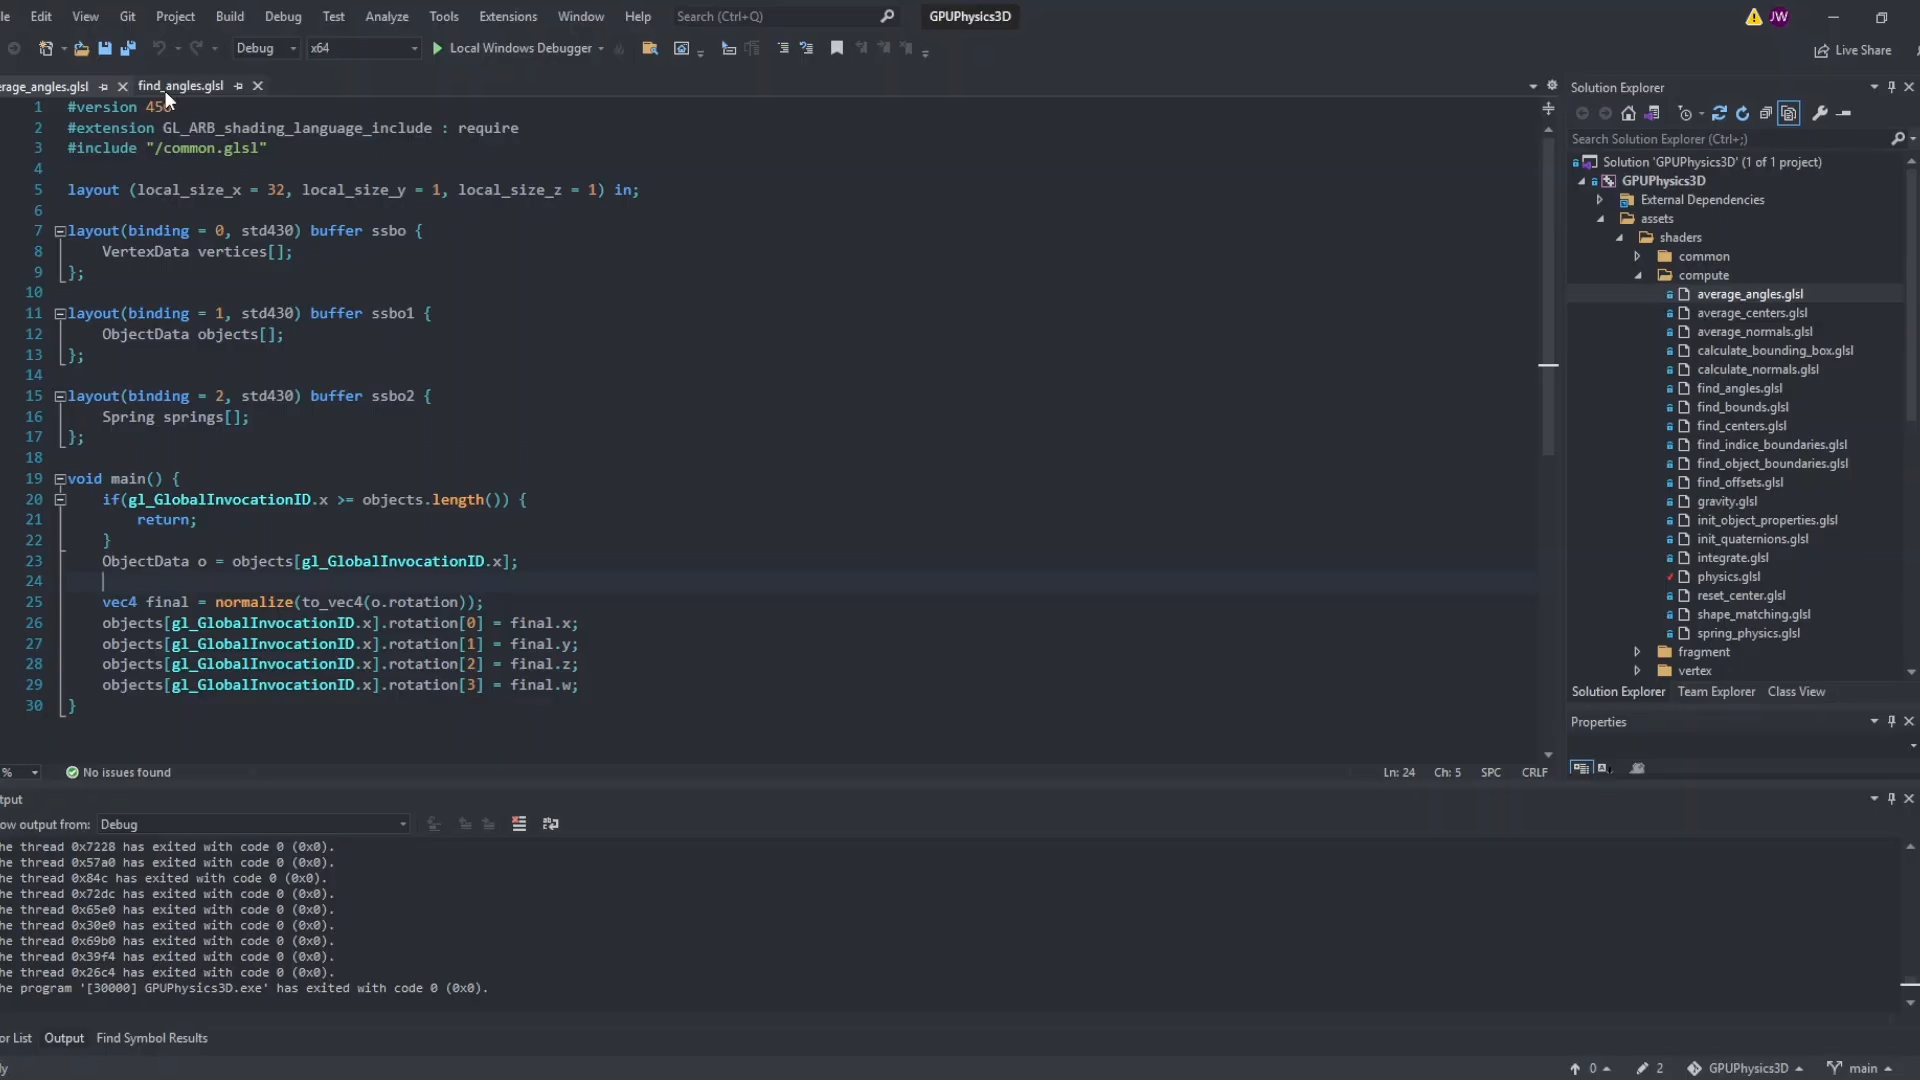 le Edit View Git Project Build Debug Test Analyze Tools Extensions Window Help Search (Ctrl+Q) GPUPhysics3D JW
Debug x64 Local Windows Debugger Live Share
erage_angles.glsl find_angles.glsl
1 #version 450
2 #extension GL_ARB_shading_language_include : require
3 #include "/common.glsl"
4
5 layout (local_size_x = 32, local_size_y = 1, local_size_z = 1) in;
6
7 layout(binding = 0, std430) buffer ssbo {
8 VertexData vertices[];
9 };
10
11 layout(binding = 1, std430) buffer ssbo1 {
12 ObjectData objects[];
13 };
14
15 layout(binding = 2, std430) buffer ssbo2 {
16 Spring springs[];
17 };
18
19 void main() {
20 if(gl_GlobalInvocationID.x >= objects.length()) {
21 return;
22 }
23 ObjectData o = objects[gl_GlobalInvocationID.x];
24
25 vec4 final = normalize(to_vec4(o.rotation));
26 objects[gl_GlobalInvocationID.x].rotation[0] = final.x;
27 objects[gl_GlobalInvocationID.x].rotation[1] = final.y;
28 objects[gl_GlobalInvocationID.x].rotation[2] = final.z;
29 objects[gl_GlobalInvocationID.x].rotation[3] = final.w;
30 }
% No issues found Ln: 24 Ch: 5 SPC CRLF
tput
ow output from: Debug
he thread 0x7228 has exited with code 0 (0x0).
he thread 0x57a0 has exited with code 0 (0x0).
he thread 0x84c has exited with code 0 (0x0).
he thread 0x72dc has exited with code 0 (0x0).
he thread 0x65e0 has exited with code 0 (0x0).
he thread 0x30e0 has exited with code 0 (0x0).
he thread 0x69b0 has exited with code 0 (0x0).
he thread 0x39f4 has exited with code 0 (0x0).
he thread 0x26c4 has exited with code 0 (0x0).
he program '[30000] GPUPhysics3D.exe' has exited with code 0 (0x0).
or List Output Find Symbol Results
Solution Explorer
Search Solution Explorer (Ctrl+;)
Solution 'GPUPhysics3D' (1 of 1 project)
GPUPhysics3D
External Dependencies
assets
shaders
common
compute
average_angles.glsl
average_centers.glsl
average_normals.glsl
calculate_bounding_box.glsl
calculate_normals.glsl
find_angles.glsl
find_bounds.glsl
find_centers.glsl
find_indice_boundaries.glsl
find_object_boundaries.glsl
find_offsets.glsl
gravity.glsl
init_object_properties.glsl
init_quaternions.glsl
integrate.glsl
physics.glsl
reset_center.glsl
shape_matching.glsl
spring_physics.glsl
fragment
vertex
Solution Explorer Team Explorer Class View
Properties
dy 0 2 GPUPhysics3D main